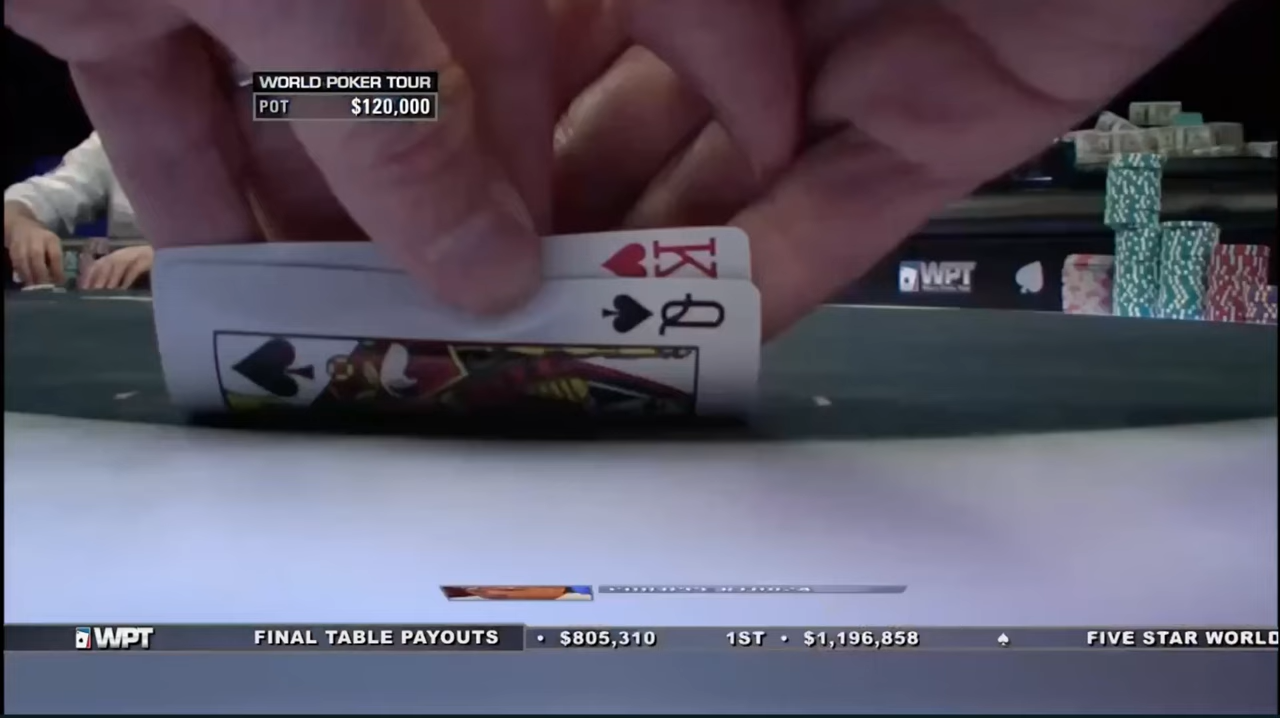 WORLD POKER TOUR
POT $120,000
K
Q
WPT
WPT FINAL TABLE PAYOUTS • $805,310 1ST • $1,196,858 ♠ FIVE STAR WORLD